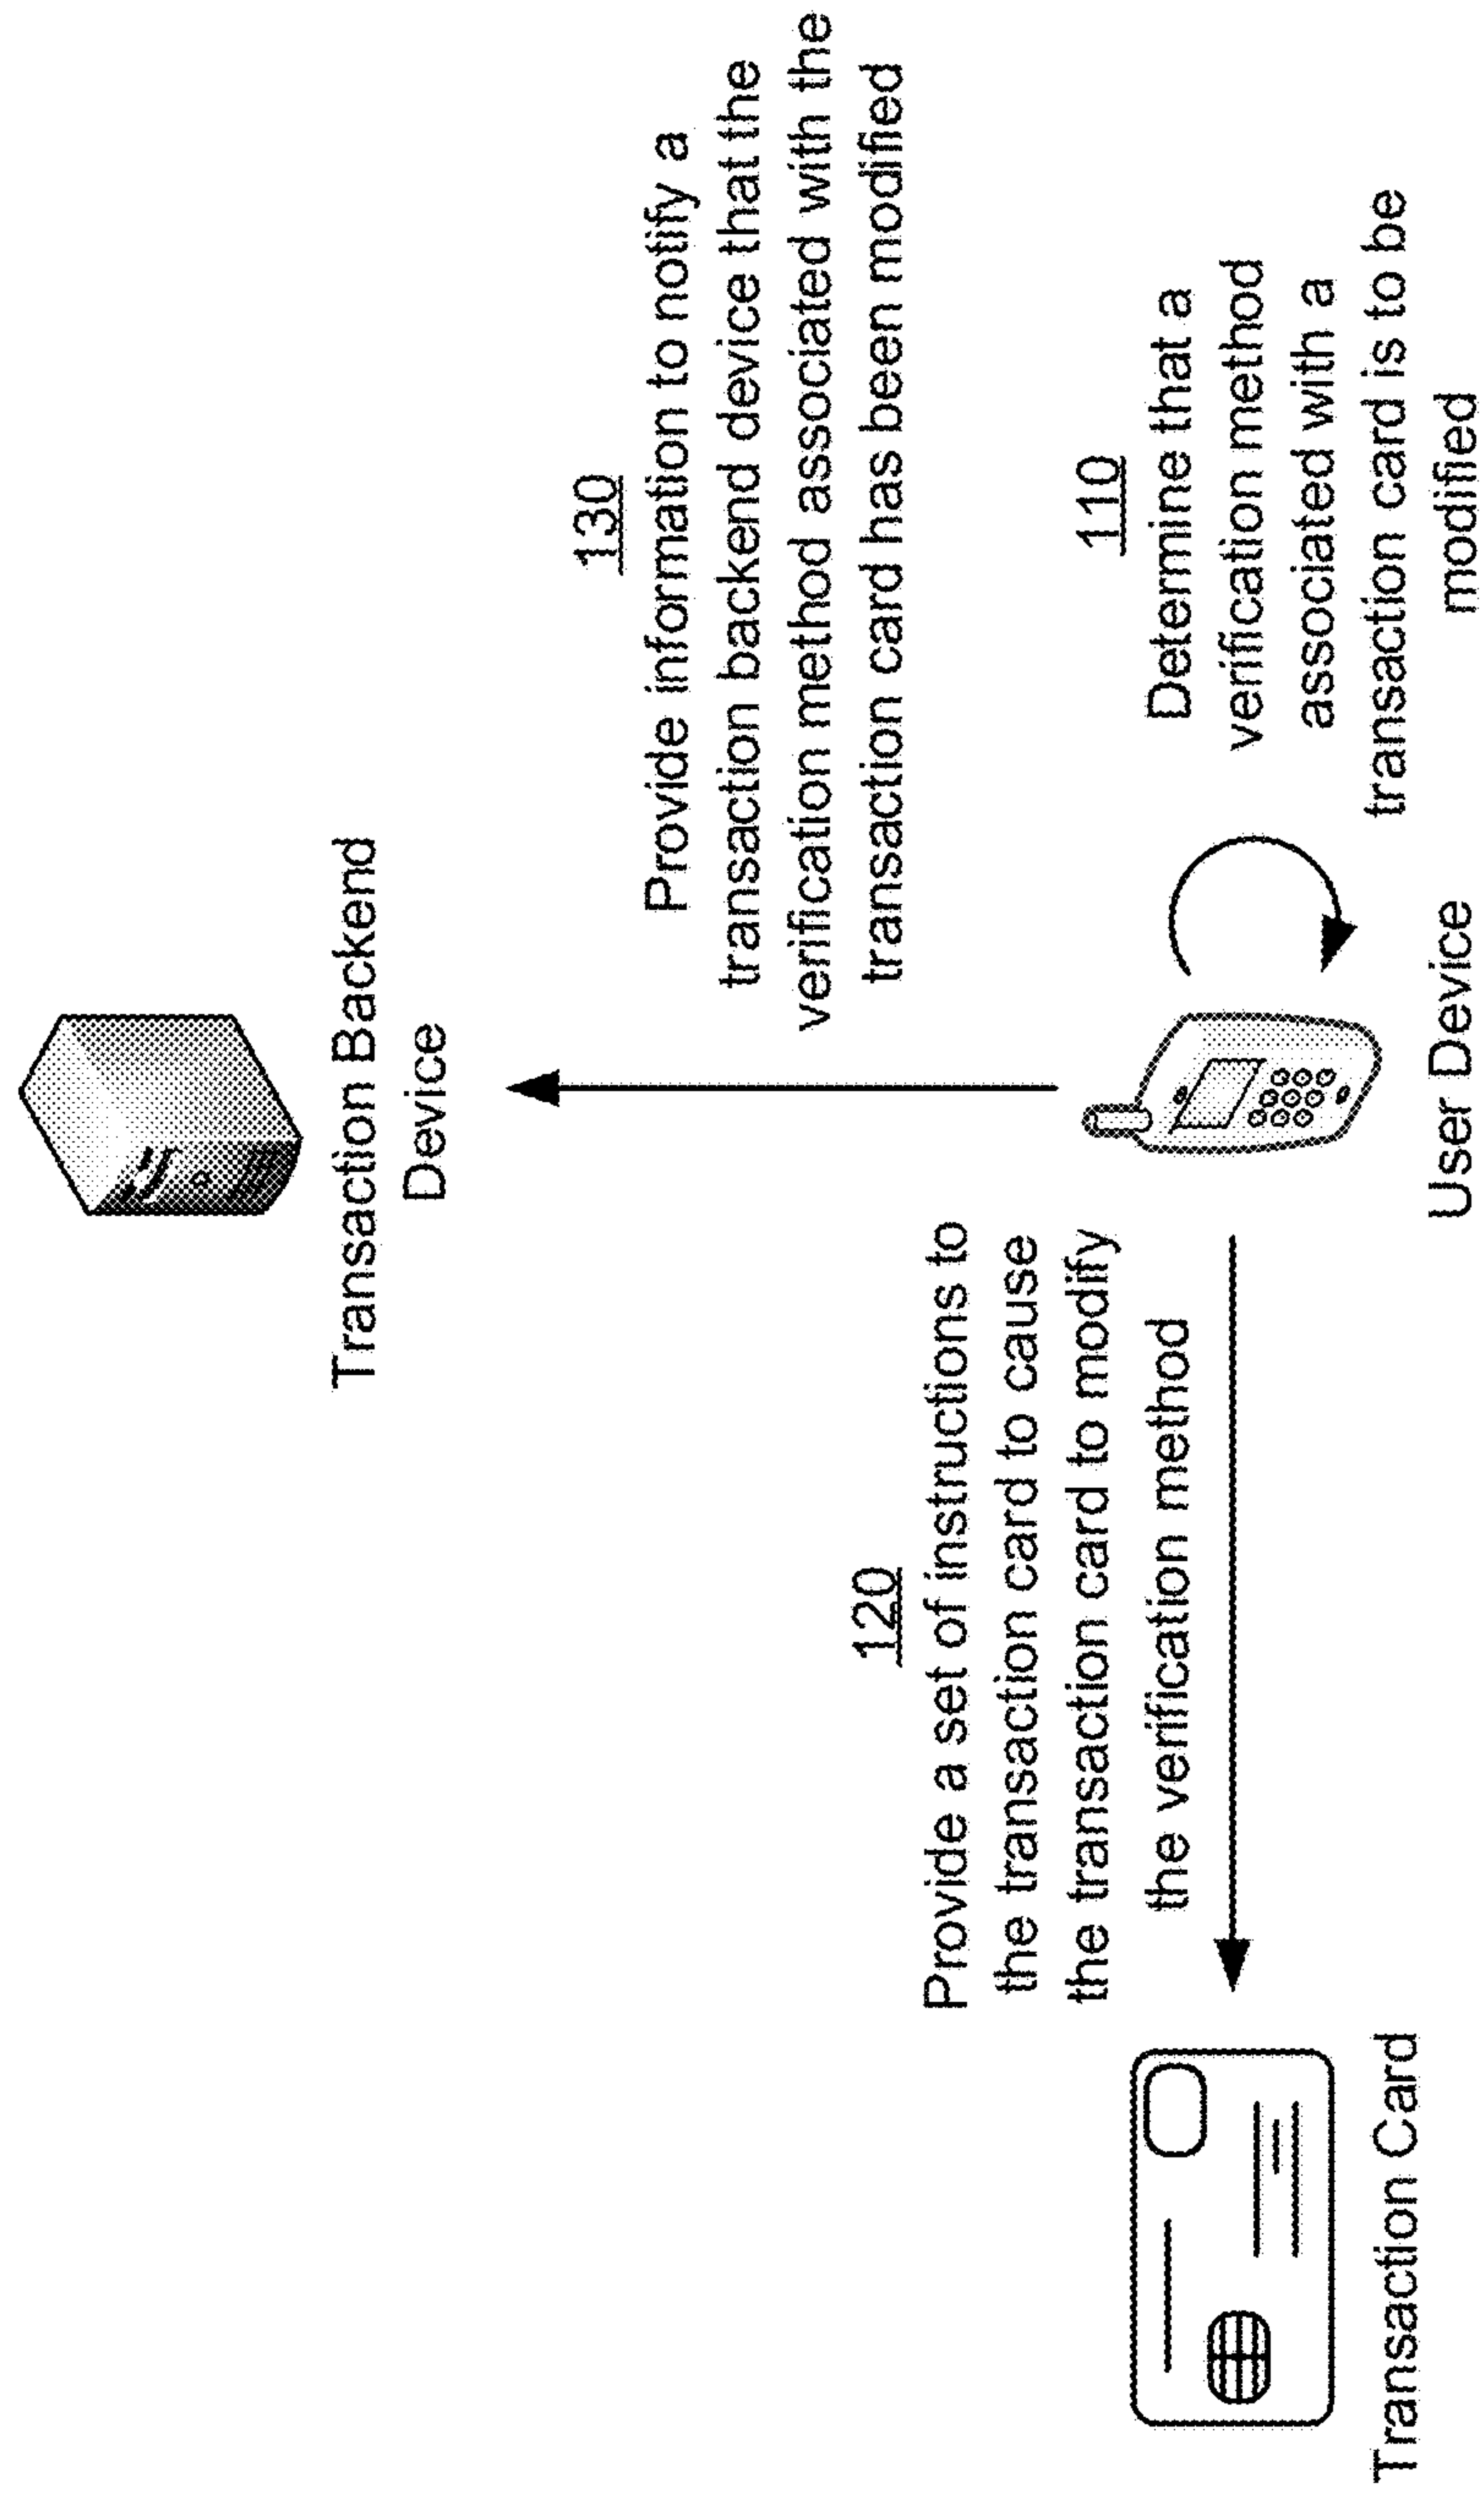 Transaction Backend
Device
130
Provide information to notify a
transaction backend device that the
verification method associated with the
transaction card has been modified
120
Provide a set of instructions to
the transaction card to cause
the transaction card to modify
the verification method
110
Determine that a
verification method
associated with a
transaction card is to be
modified
Transaction Card
User Device